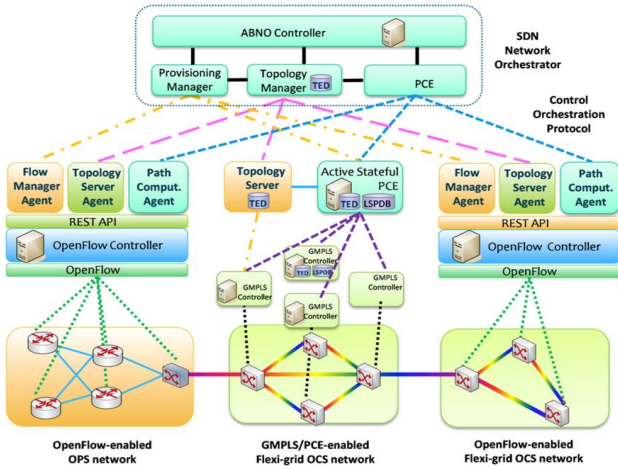 ABNO Controller
SDN
Network
Orchestrator
Provisioning
Manager
Topology
Manager
TED
PCE
Control
Orchestration
Protocol
Flow
Manager
Agent
Topology
Server
Agent
Path
Comput.
Agent
REST API
OpenFlow Controller
OpenFlow
Topology
Server
TED
Active Stateful
PCE
TED
LSPDB
Flow
Manager
Agent
Topology
Server
Agent
Path
Comput.
Agent
REST API
OpenFlow Controller
OpenFlow
GMPLS
Controller
TED
LSPDB
GMPLS
Controller
GMPLS
Controller
GMPLS
Controller
OpenFlow-enabled
OPS network
GMPLS/PCE-enabled
Flexi-grid OCS network
OpenFlow-enabled
Flexi-grid OCS network